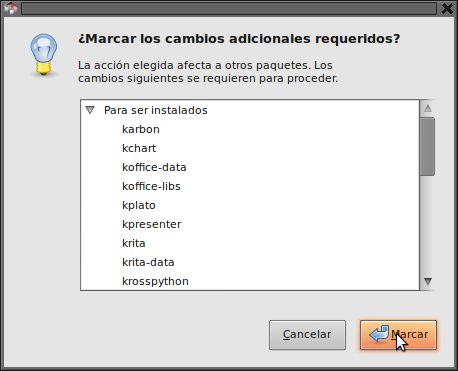 ¿Marcar los cambios adicionales requeridos?
La acción elegida afecta a otros paquetes. Los
cambios siguientes se requieren para proceder.
Para ser instalados
karbon
kchart
koffice-data
koffice-libs
kplato
kpresenter
krita
krita-data
krosspython
Cancelar
Marcar